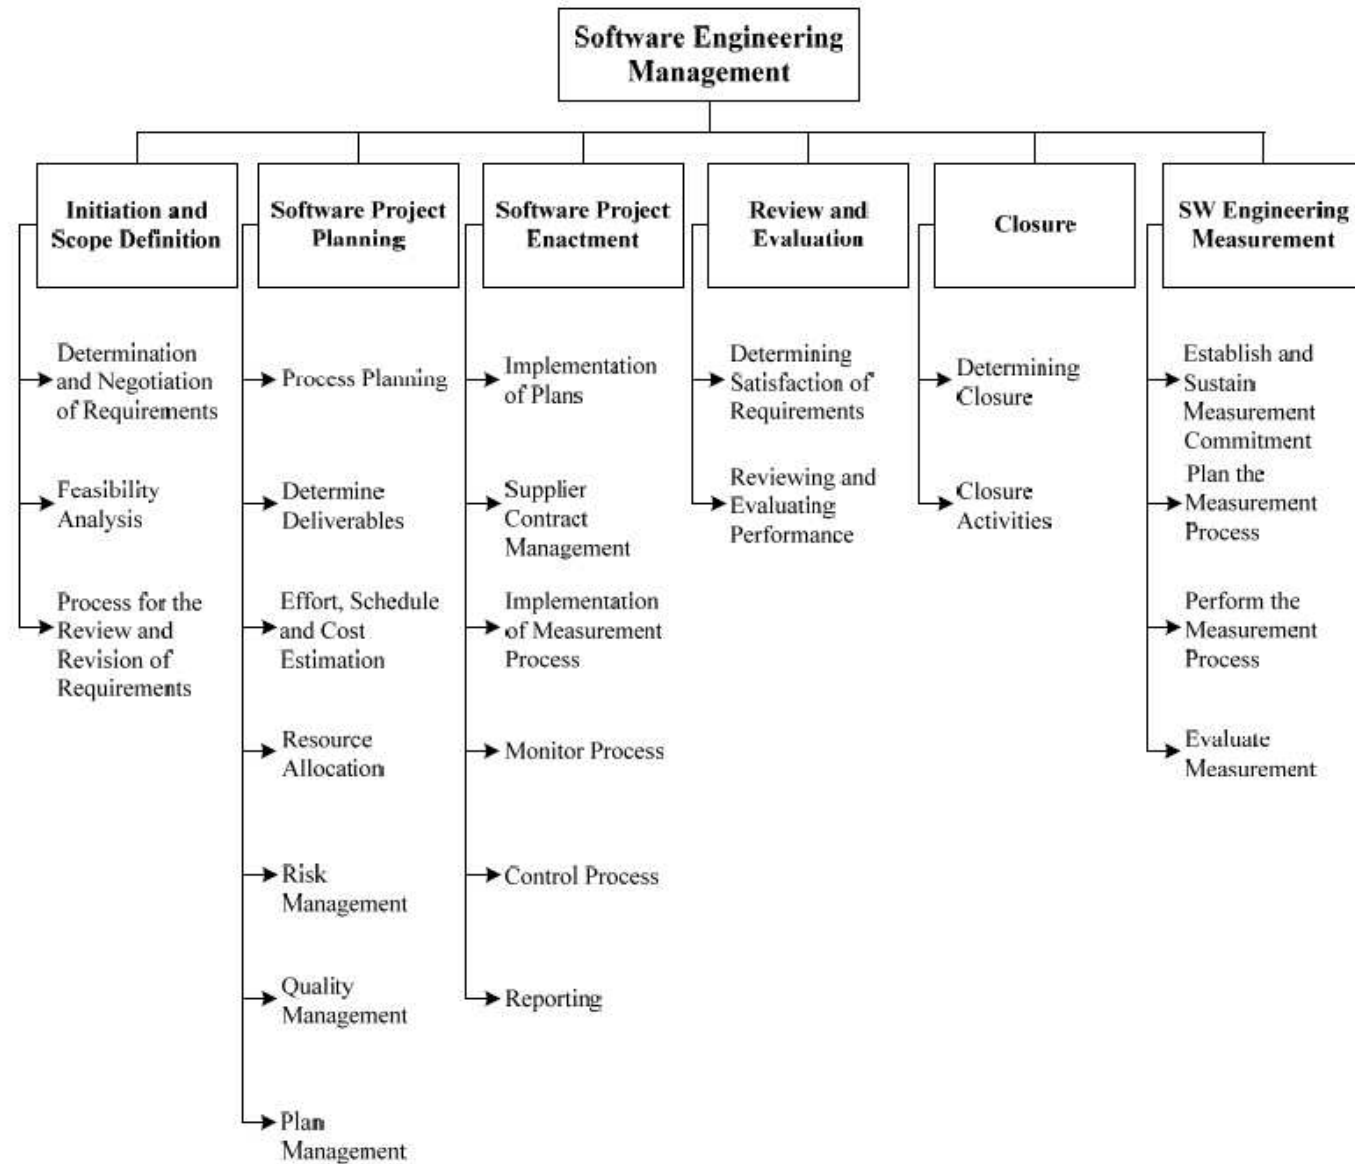 Software Engineering
Management
Initiation and
Scope Definition
Determination
and Negotiation
of Requirements
Feasibility
Analysis
Process for the
Review and
Revision of
Requirements
Software Project
Planning
Process Planning
Determine
Deliverables
Effort, Schedule
and Cost
Estimation
Resource
Allocation
Risk
Management
Quality
Management
Plan
Management
Software Project
Enactment
Implementation
of Plans
Supplier
Contract
Management
Implementation
of Measurement
Process
Monitor Process
Control Process
Reporting
Review and
Evaluation
Determining
Satisfaction of
Requirements
Reviewing and
Evaluating
Performance
Closure
Determining
Closure
Closure
Activities
SW Engineering
Measurement
Establish and
Sustain
Measurement
Commitment
Plan the
Measurement
Process
Perform the
Measurement
Process
Evaluate
Measurement